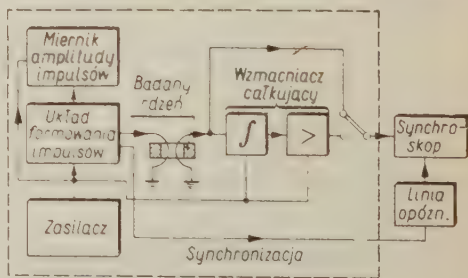 Miernik
amplitudy
impulsów
Układ
formowania
impulsów
Zasilacz
Badany
rdzeń
Wzmacniacz
całkujący
∫
>
Synchro-
skop
Linia
opóźn.
Synchronizacja